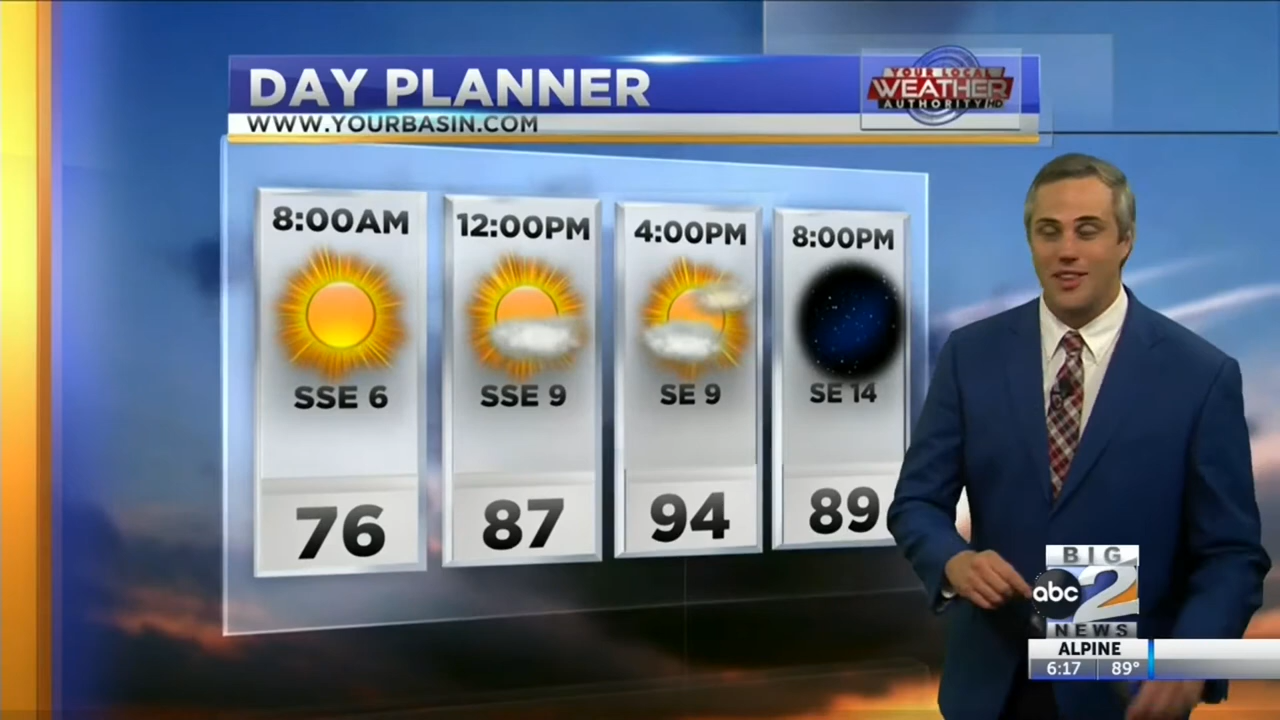 DAY PLANNER
WWW.YOURBASIN.COM
YOUR LOCAL
WEATHER
AUTHORITY HD
8:00AM
12:00PM
4:00PM
8:00PM
SSE 6
SSE 9
SE 9
SE 14
76
87
94
89
BIG
abc 2
NEWS
ALPINE
6:17 89°